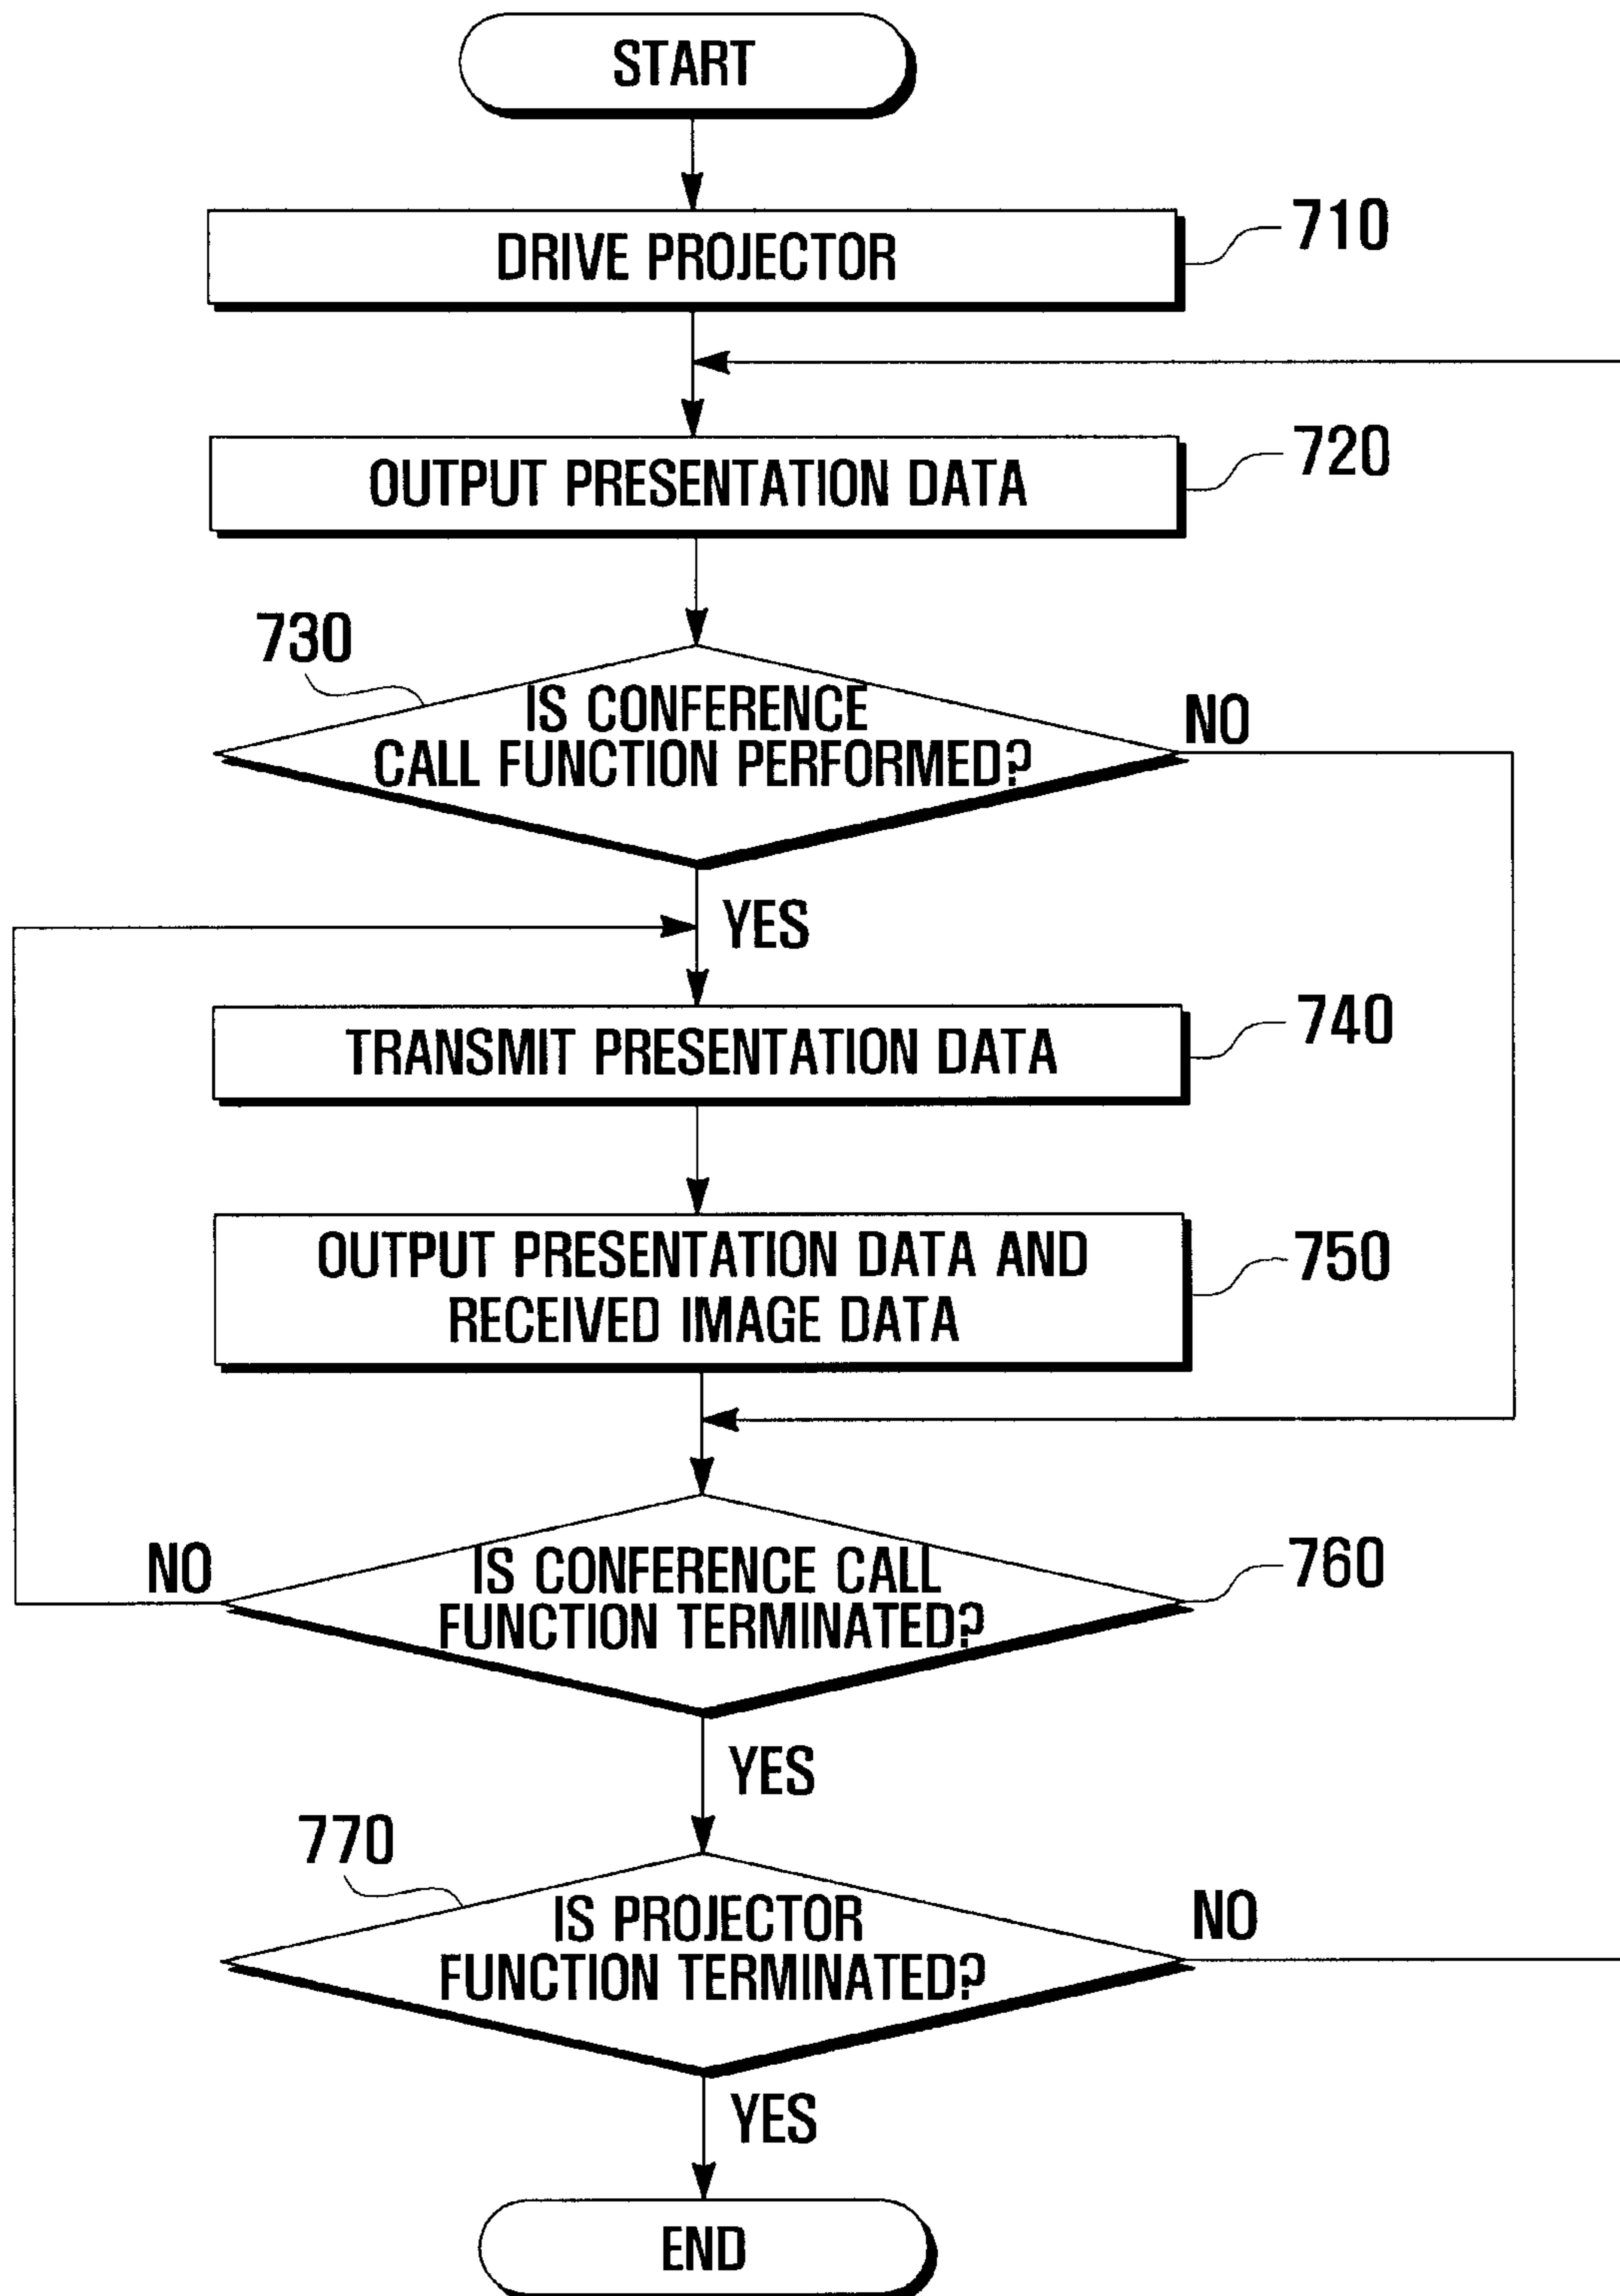 START
DRIVE PROJECTOR
710
OUTPUT PRESENTATION DATA
720
730
IS CONFERENCE
CALL FUNCTION PERFORMED?
NO
YES
TRANSMIT PRESENTATION DATA
740
OUTPUT PRESENTATION DATA AND
RECEIVED IMAGE DATA
750
NO
IS CONFERENCE CALL
FUNCTION TERMINATED?
760
YES
770
IS PROJECTOR
FUNCTION TERMINATED?
NO
YES
END